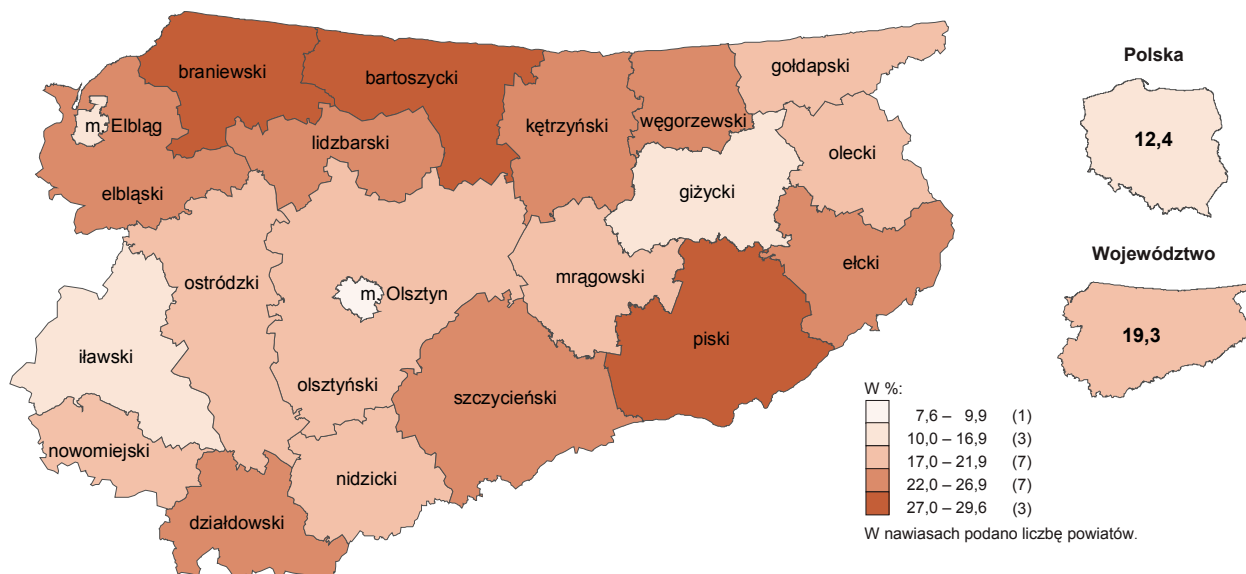 braniewski
bartoszycki
gołdapski
Polska
m. Elbląg
kętrzyński
węgorzewski
lidzbarski
olecki
12,4
elbląski
giżycki
Województwo
ostródzki
m. Olsztyn
mrągowski
ełcki
19,3
iławski
piski
olsztyński
szczycieński
nowomiejski
nidzicki
działdowski
W %:
7,6 – 9,9 (1)
10,0 – 16,9 (3)
17,0 – 21,9 (7)
22,0 – 26,9 (7)
27,0 – 29,6 (3)
W nawiasach podano liczbę powiatów.